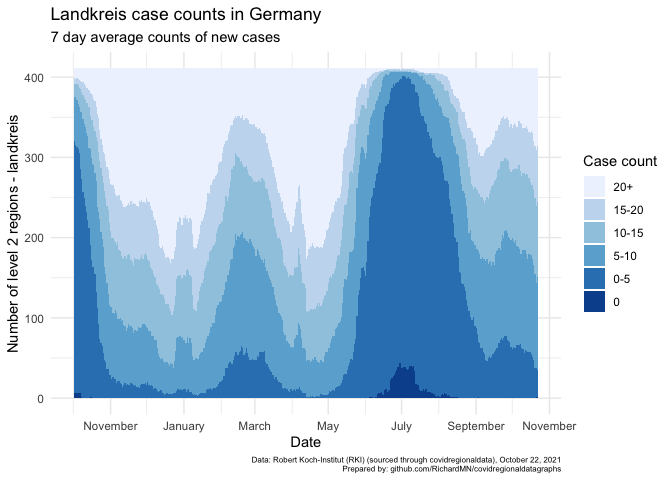 Landkreis case counts in Germany
7 day average counts of new cases
Number of level 2 regions - landkreis
400
300
200
100
0
November
January
March
May
July
September
November
Date
Case count
20+
15-20
10-15
5-10
0-5
0
Data: Robert Koch-Institut (RKI) (sourced through covidregionaldata), October 22, 2021
Prepared by: github.com/RichardMN/covidregionaldatagraphs